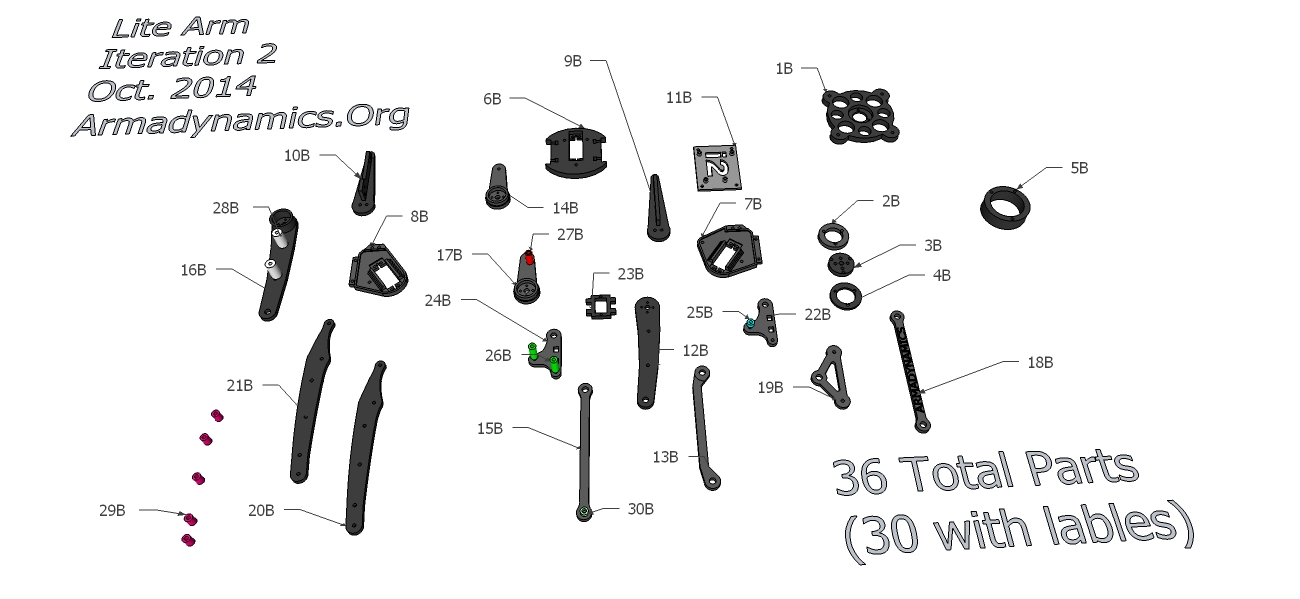 Lite Arm
Iteration 2
Oct. 2014
Armadynamics.Org
9B
1B
6B
11B
10B
5B
28B
14B
8B
7B
2B
27B
3B
17B
16B
23B
4B
24B
25B
22B
26B
12B
18B
21B
19B
15B
13B
29B
20B
30B
i2
ARMADYNAMICS
36 Total Parts
(30 with lables)